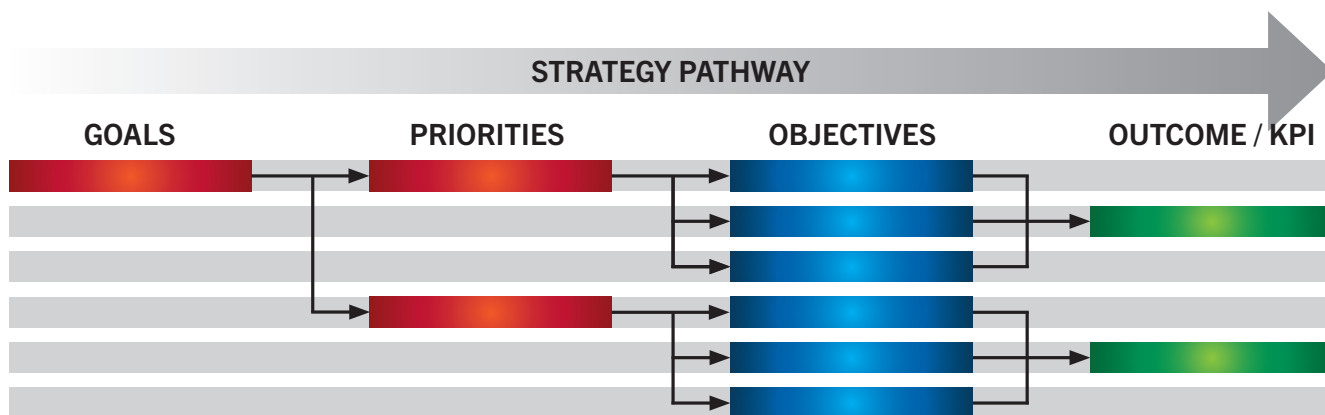 STRATEGY PATHWAY
GOALS
PRIORITIES
OBJECTIVES
OUTCOME / KPI